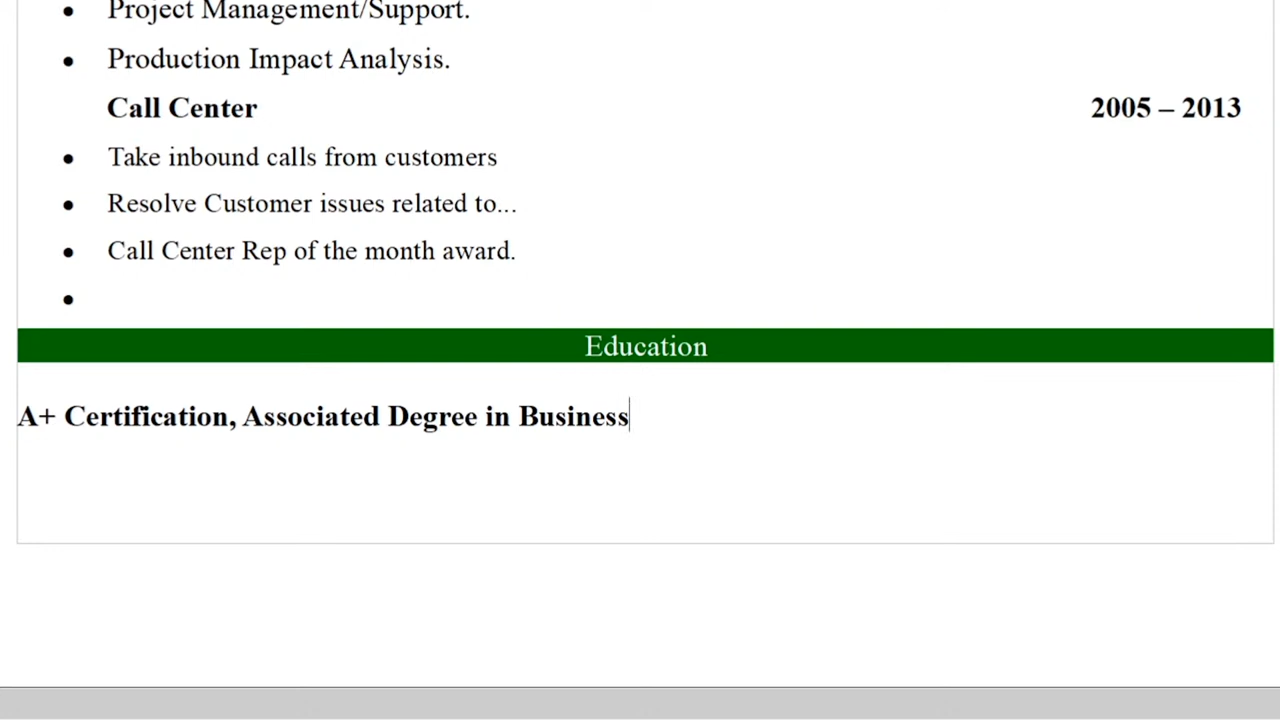 Project Management/Support.
Production Impact Analysis.
Call Center 2005 – 2013
Take inbound calls from customers
Resolve Customer issues related to...
Call Center Rep of the month award.
Education
A+ Certification, Associated Degree in Business